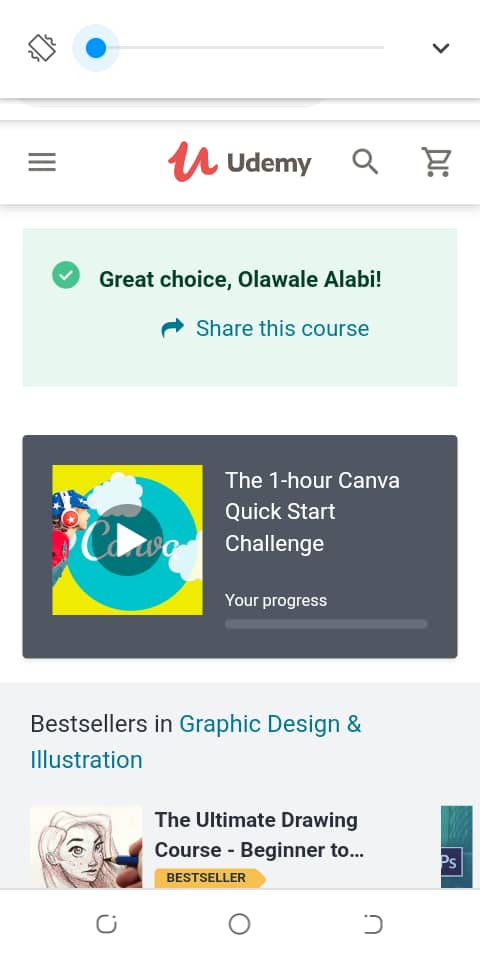 Udemy
Great choice, Olawale Alabi!
Share this course
Canva
The 1-hour Canva
Quick Start
Challenge
Your progress
Bestsellers in Graphic Design &
Illustration
The Ultimate Drawing
Course - Beginner to...
BESTSELLER
Ps